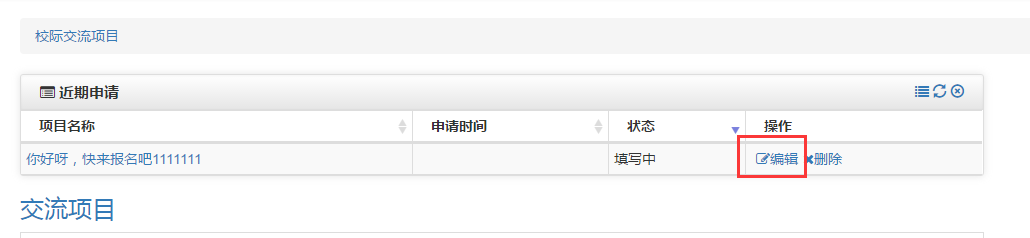 校际交流项目
近期申请
项目名称 申请时间 状态 操作
你好呀，快来报名吧1111111 填写中 编辑 删除
交流项目